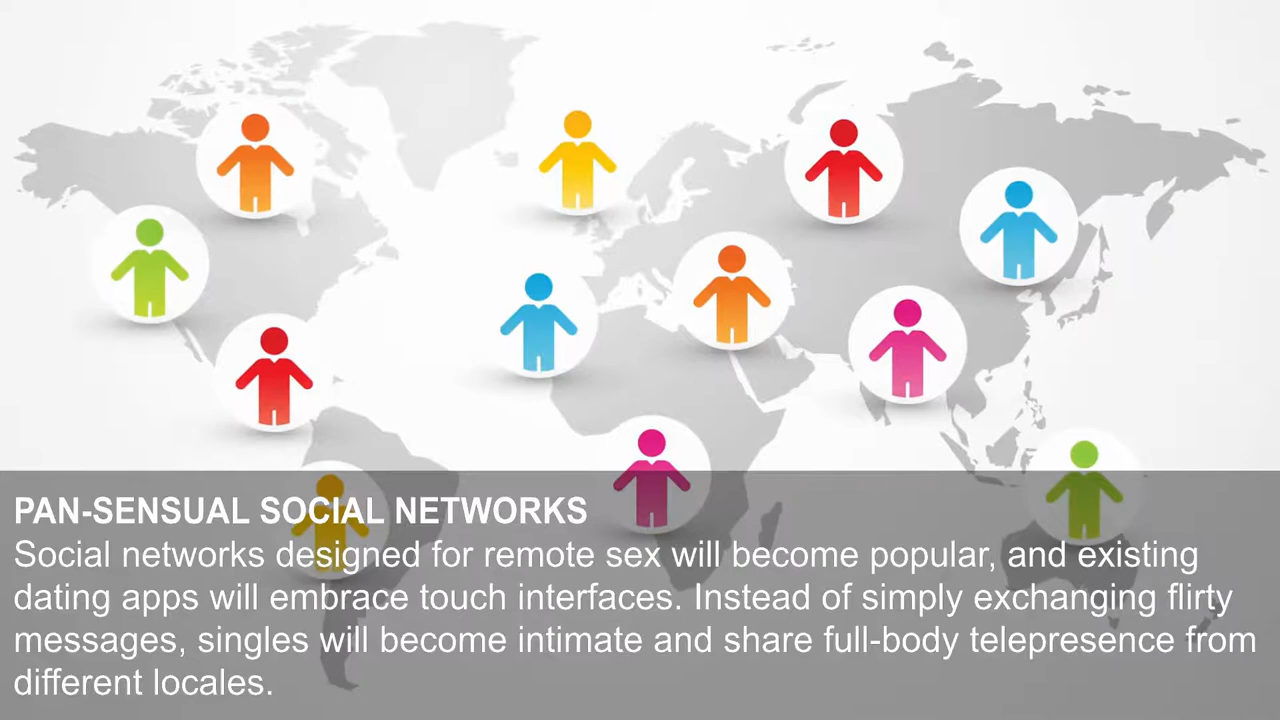 PAN-SENSUAL SOCIAL NETWORKS
Social networks designed for remote sex will become popular, and existing
dating apps will embrace touch interfaces. Instead of simply exchanging flirty
messages, singles will become intimate and share full-body telepresence from
different locales.